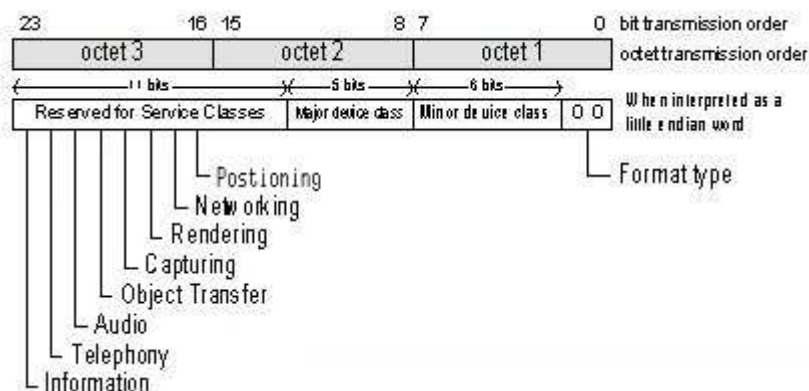 23 16 15 8 7 0 bit transmission order
octet 3 octet 2 octet 1 octet transmission order
11 bits 5 bits 6 bits
Reserved for Service Classes Major device class Minor device class 0 0 When interpreted as a
little endian word
Postioning Format type
Networking
Rendering
Capturing
Object Transfer
Audio
Telephony
Information